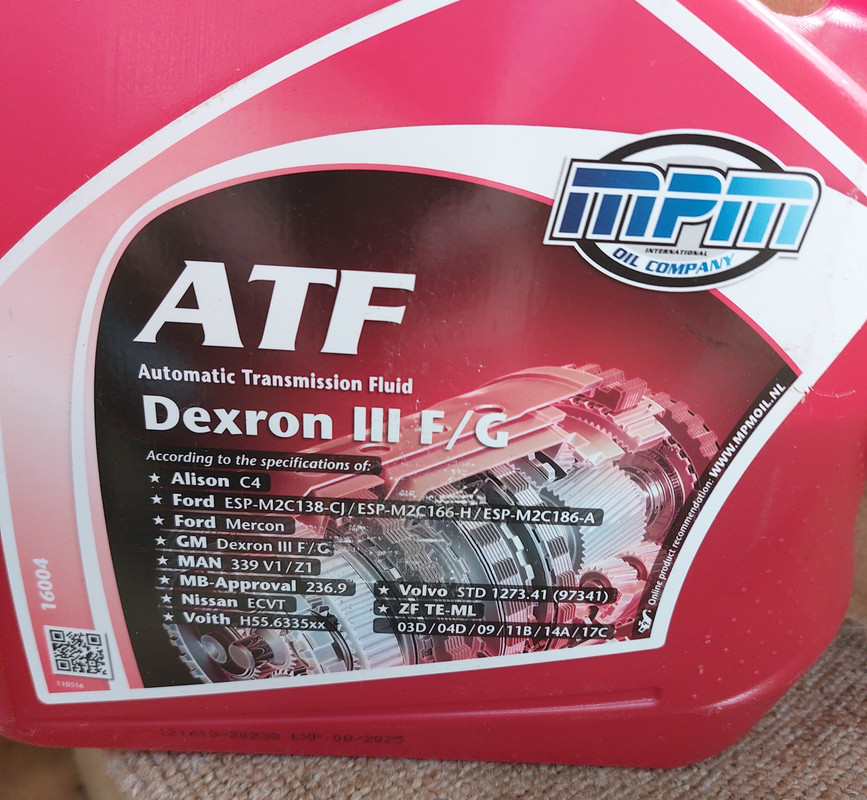 MPM
INTERNATIONAL
OIL COMPANY
ATF
Automatic Transmission Fluid
Dexron III F/G
According to the specifications of:
★ Alison C4
★ Ford ESP-M2C138-CJ / ESP-M2C166-H / ESP-M2C186-A
★ Ford Mercon
★ GM Dexron III F/G
★ MAN 339 V1 / Z1
★ MB-Approval 236.9
★ Nissan ECVT
★ Voith H55.6335xx
★ Volvo STD 1273.41 (97341)
★ ZF TE-ML
03D / 04D / 09 / 11B / 14A / 17C
Online product recommendation: WWW.MPMOIL.NL
16004
EXP 00/2025